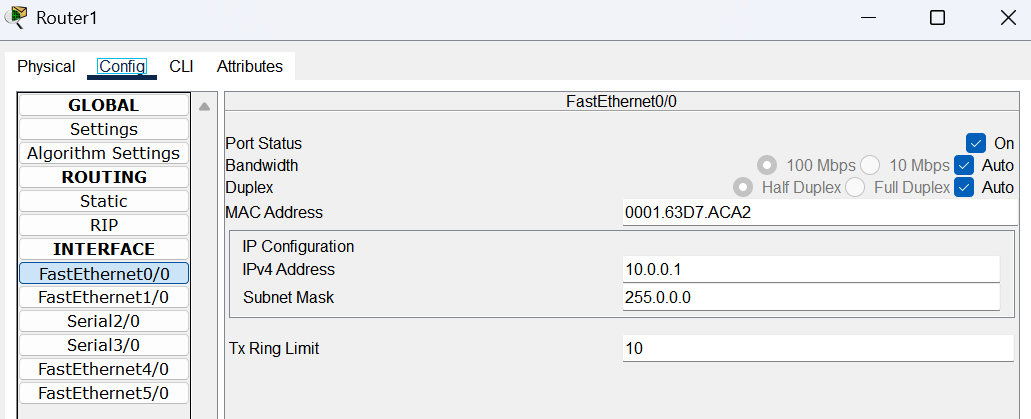 Router1
Physical Config CLI Attributes
GLOBAL
Settings
Algorithm Settings
ROUTING
Static
RIP
INTERFACE
FastEthernet0/0
FastEthernet1/0
Serial2/0
Serial3/0
FastEthernet4/0
FastEthernet5/0
FastEthernet0/0
Port Status On
Bandwidth 100 Mbps 10 Mbps Auto
Duplex Half Duplex Full Duplex Auto
MAC Address 0001.63D7.ACA2
IP Configuration
IPv4 Address 10.0.0.1
Subnet Mask 255.0.0.0
Tx Ring Limit 10